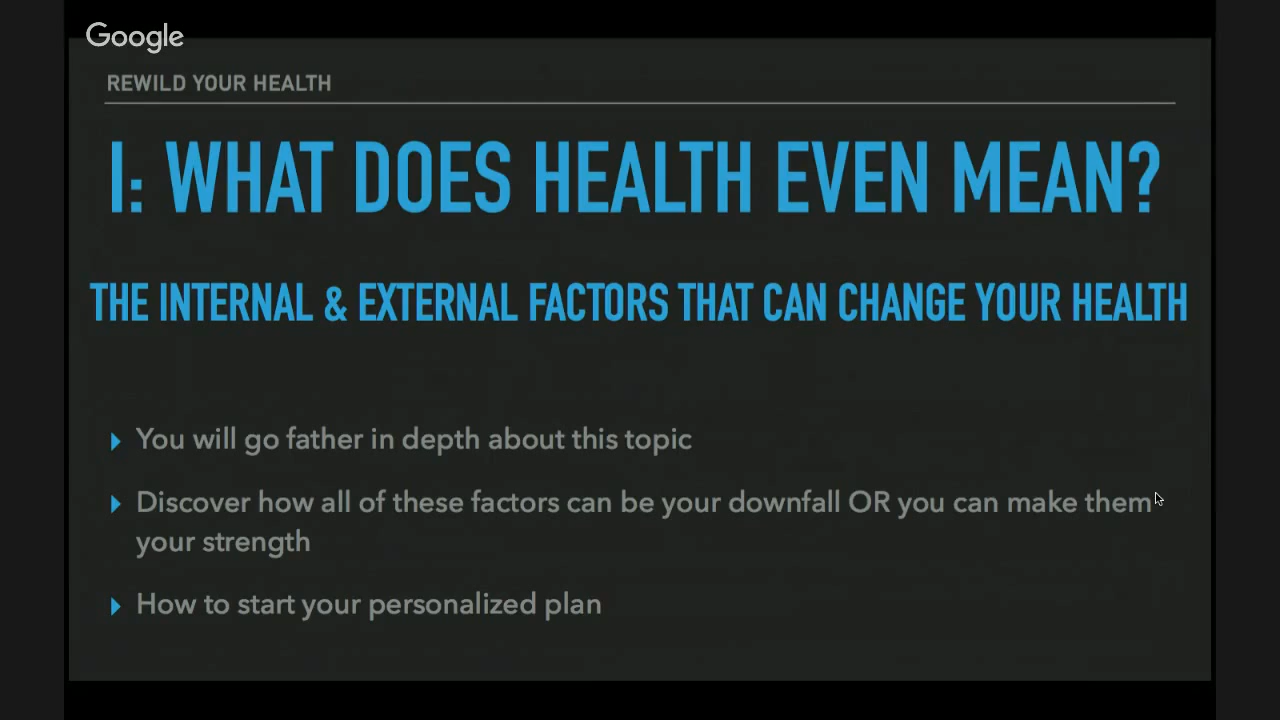 Google
REWILD YOUR HEALTH
I: WHAT DOES HEALTH EVEN MEAN?
THE INTERNAL & EXTERNAL FACTORS THAT CAN CHANGE YOUR HEALTH
You will go father in depth about this topic
Discover how all of these factors can be your downfall OR you can make them
your strength
How to start your personalized plan